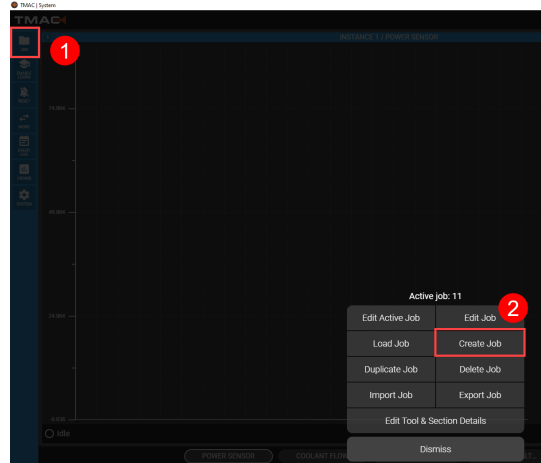 TMAC | System
TMAC
JOB
1
INSTANCE 1 / POWER SENSOR
RESET
Active job: 11
2
Edit Active Job
Edit Job
Load Job
Create Job
Duplicate Job
Delete Job
Import Job
Export Job
Edit Tool & Section Details
Dismiss
Idle
POWER SENSOR
COOLANT FLOW